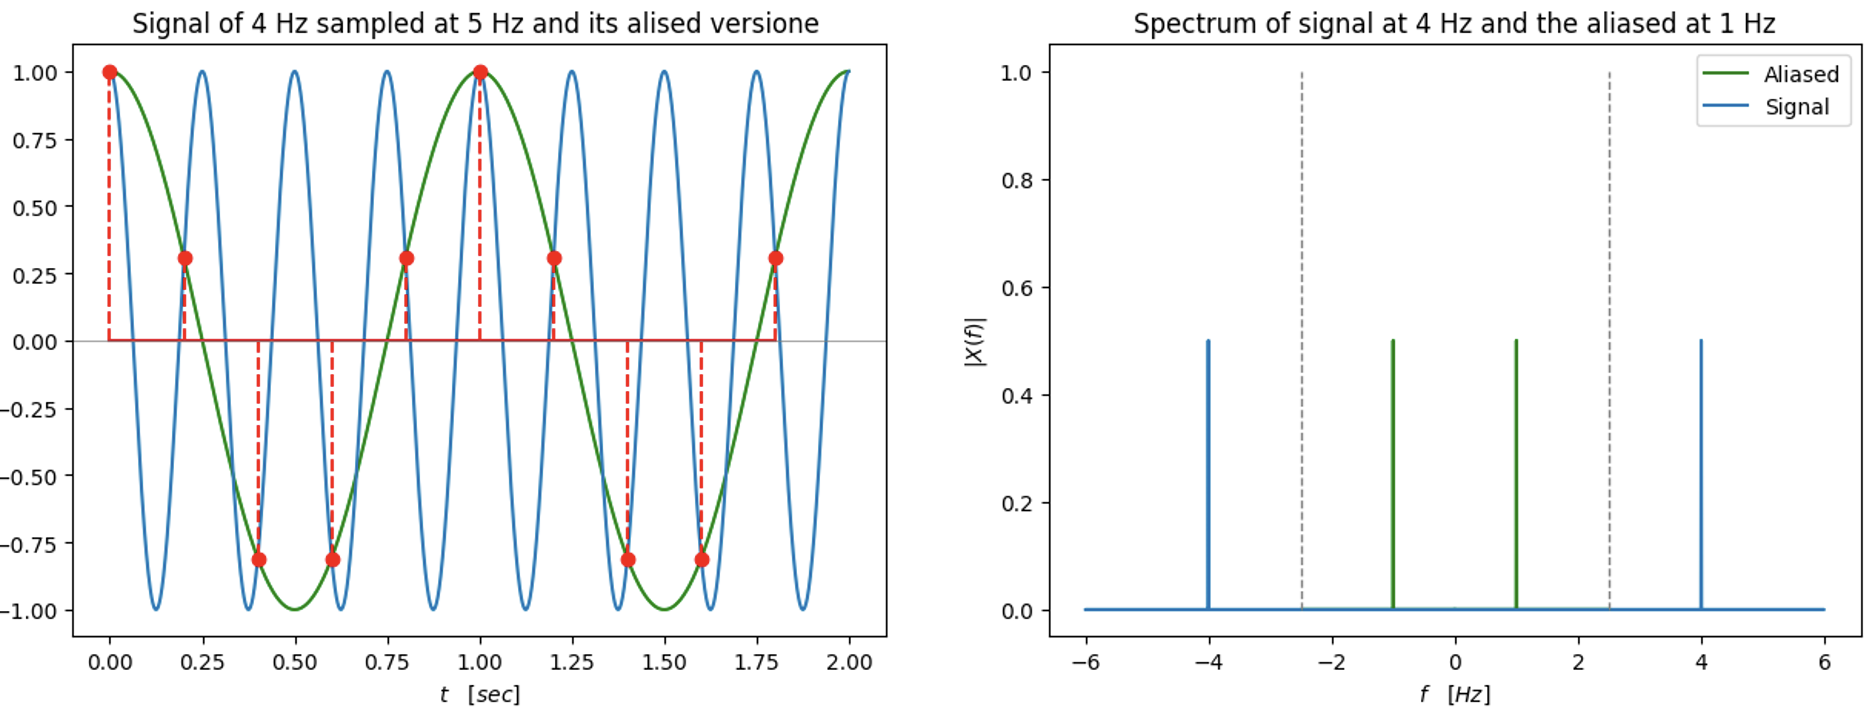 Signal of 4 Hz sampled at 5 Hz and its alised versione
1.00
0.75
0.50
0.25
0.00
−0.25
−0.50
−0.75
−1.00
0.00 0.25 0.50 0.75 1.00 1.25 1.50 1.75 2.00
t [sec]
Spectrum of signal at 4 Hz and the aliased at 1 Hz
Aliased
Signal
|X(f)|
1.0
0.8
0.6
0.4
0.2
0.0
−6 −4 −2 0 2 4 6
f [Hz]